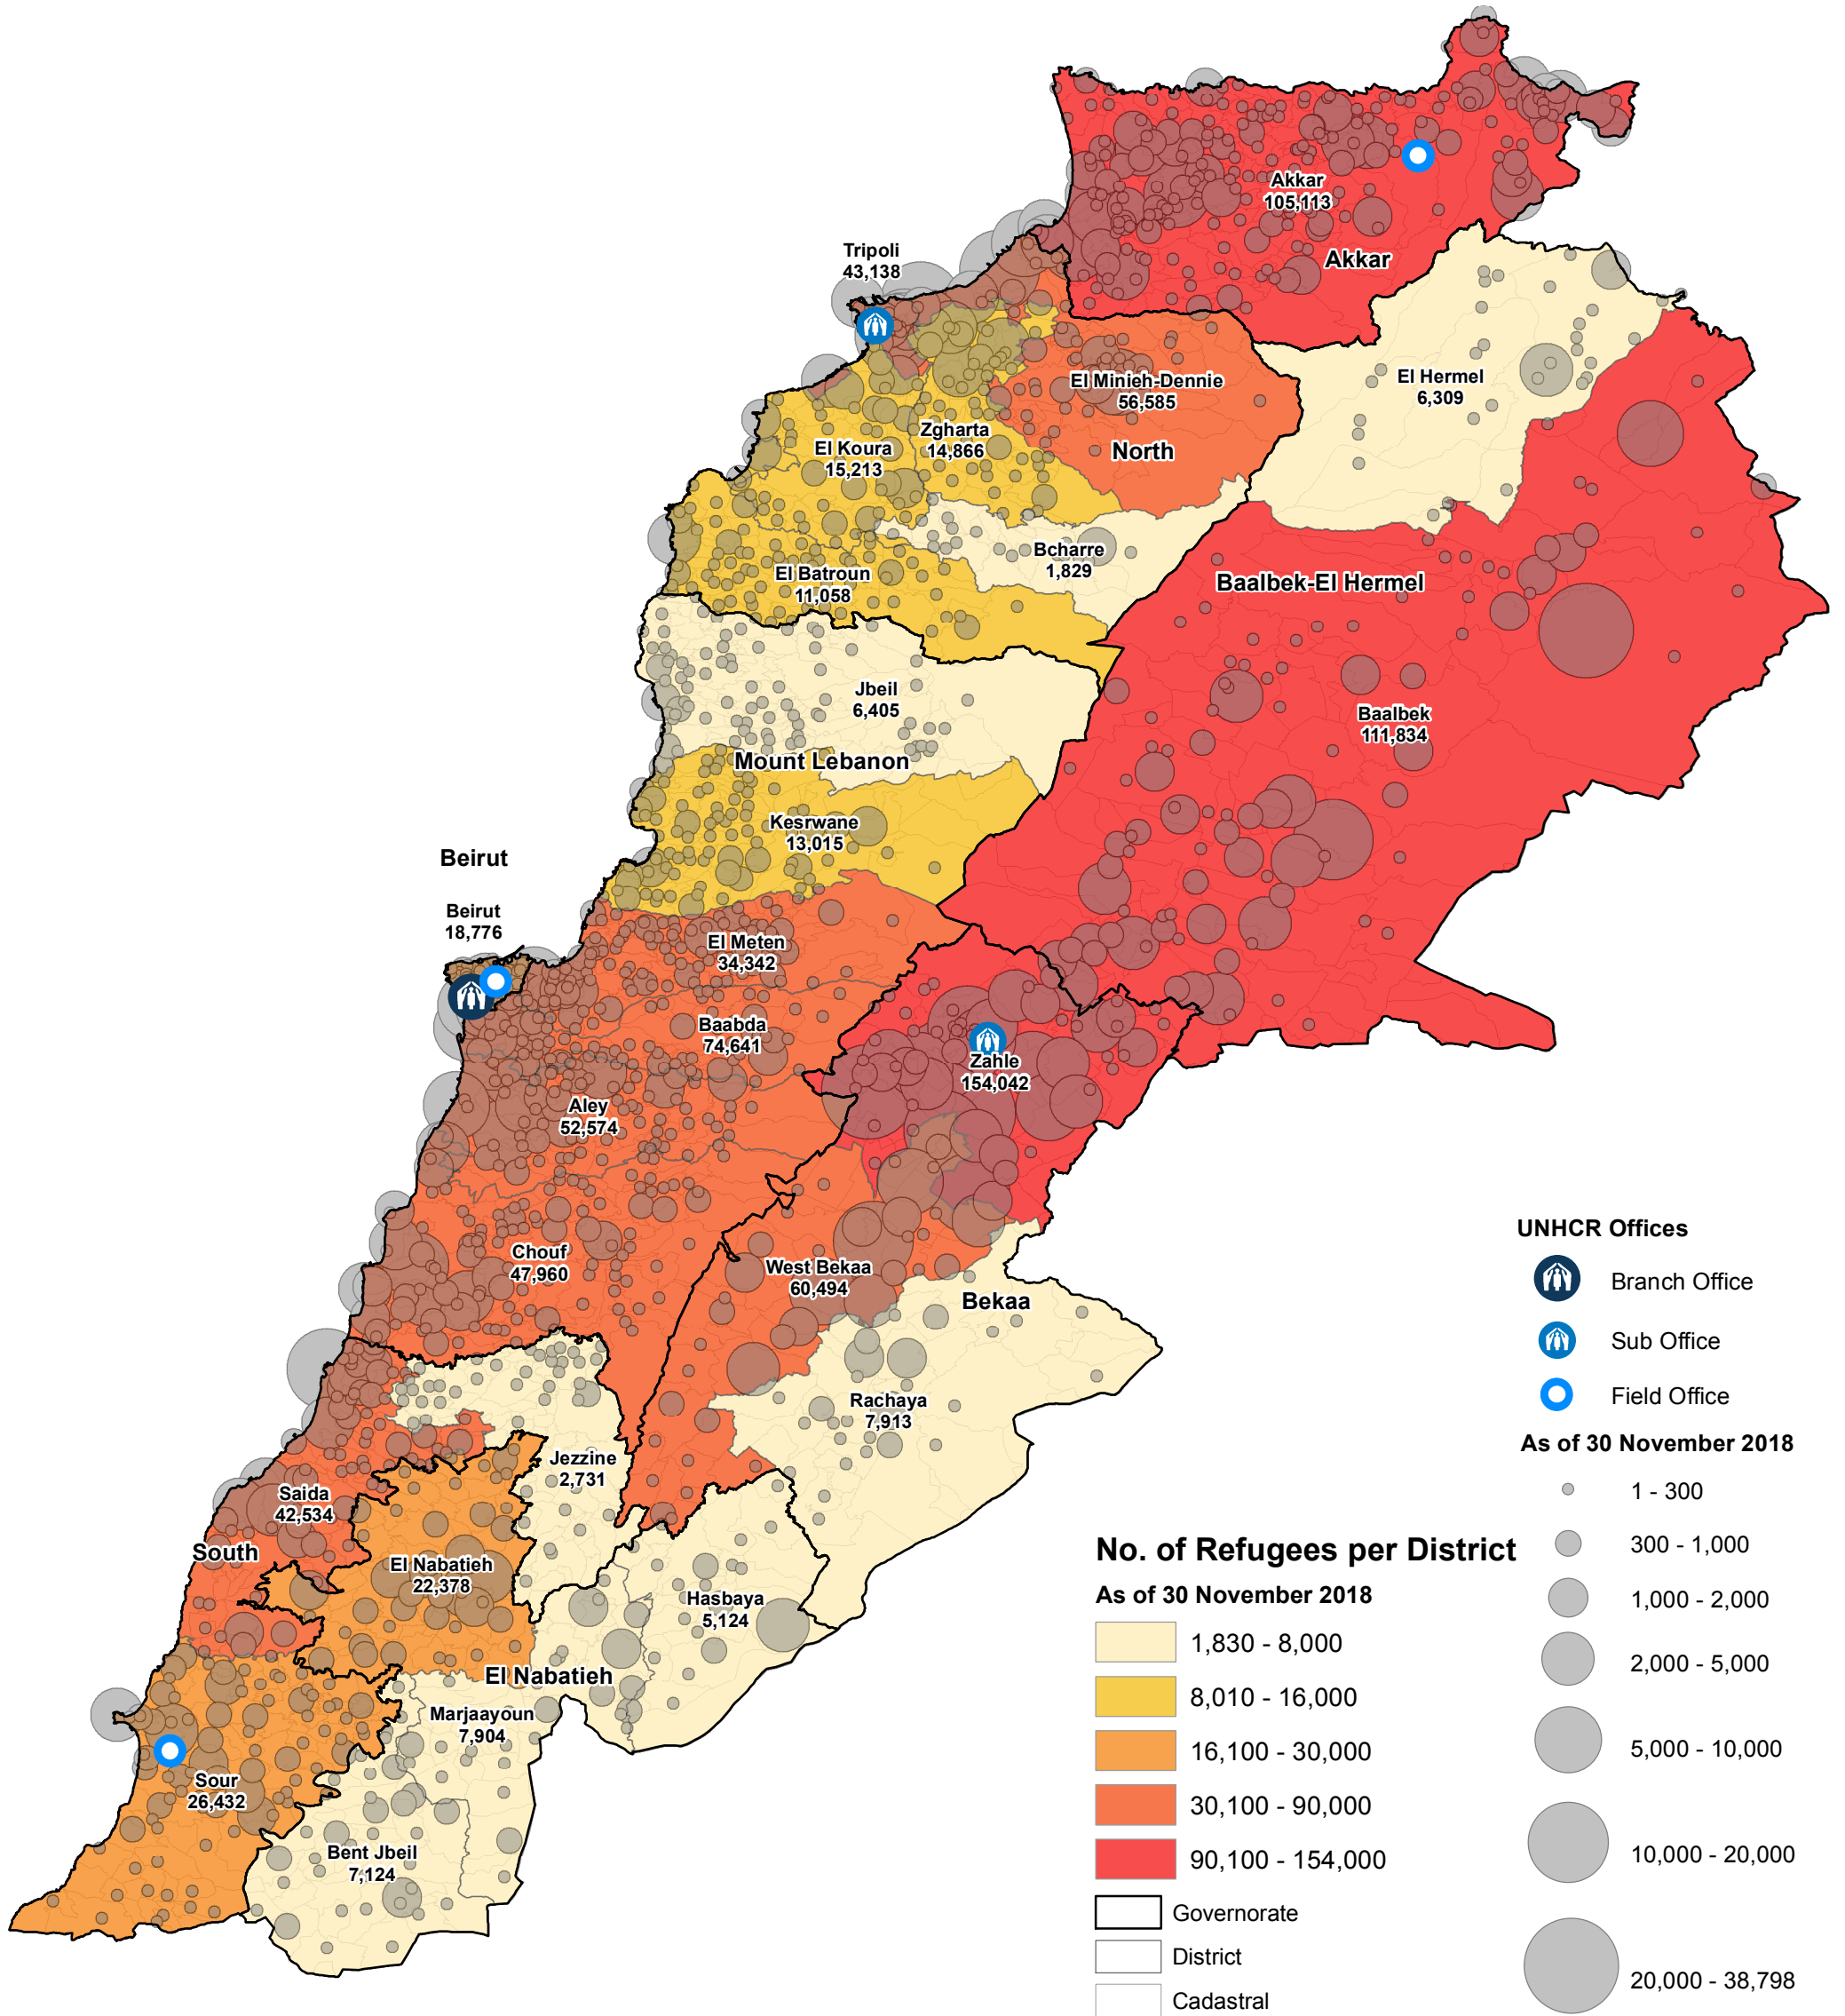 Akkar
105,113
Akkar
Tripoli
43,138
El Minieh-Dennie
56,585
El Hermel
6,309
Zgharta
14,866
El Koura
15,213
North
Bcharre
1,829
El Batroun
11,058
Baalbek-El Hermel
Jbeil
6,405
Baalbek
111,834
Mount Lebanon
Kesrwane
13,015
Beirut
Beirut
18,776
El Meten
34,342
Baabda
74,641
Zahle
154,042
Aley
52,574
Chouf
47,960
West Bekaa
60,494
Bekaa
Rachaya
7,913
Jezzine
2,731
Saida
42,534
South
El Nabatieh
22,378
Hasbaya
5,124
El Nabatieh
Marjaayoun
7,904
Sour
26,432
Bent Jbeil
7,124
UNHCR Offices
Branch Office
Sub Office
Field Office
As of 30 November 2018
1 - 300
300 - 1,000
1,000 - 2,000
2,000 - 5,000
5,000 - 10,000
10,000 - 20,000
20,000 - 38,798
No. of Refugees per District
As of 30 November 2018
1,830 - 8,000
8,010 - 16,000
16,100 - 30,000
30,100 - 90,000
90,100 - 154,000
Governorate
District
Cadastral